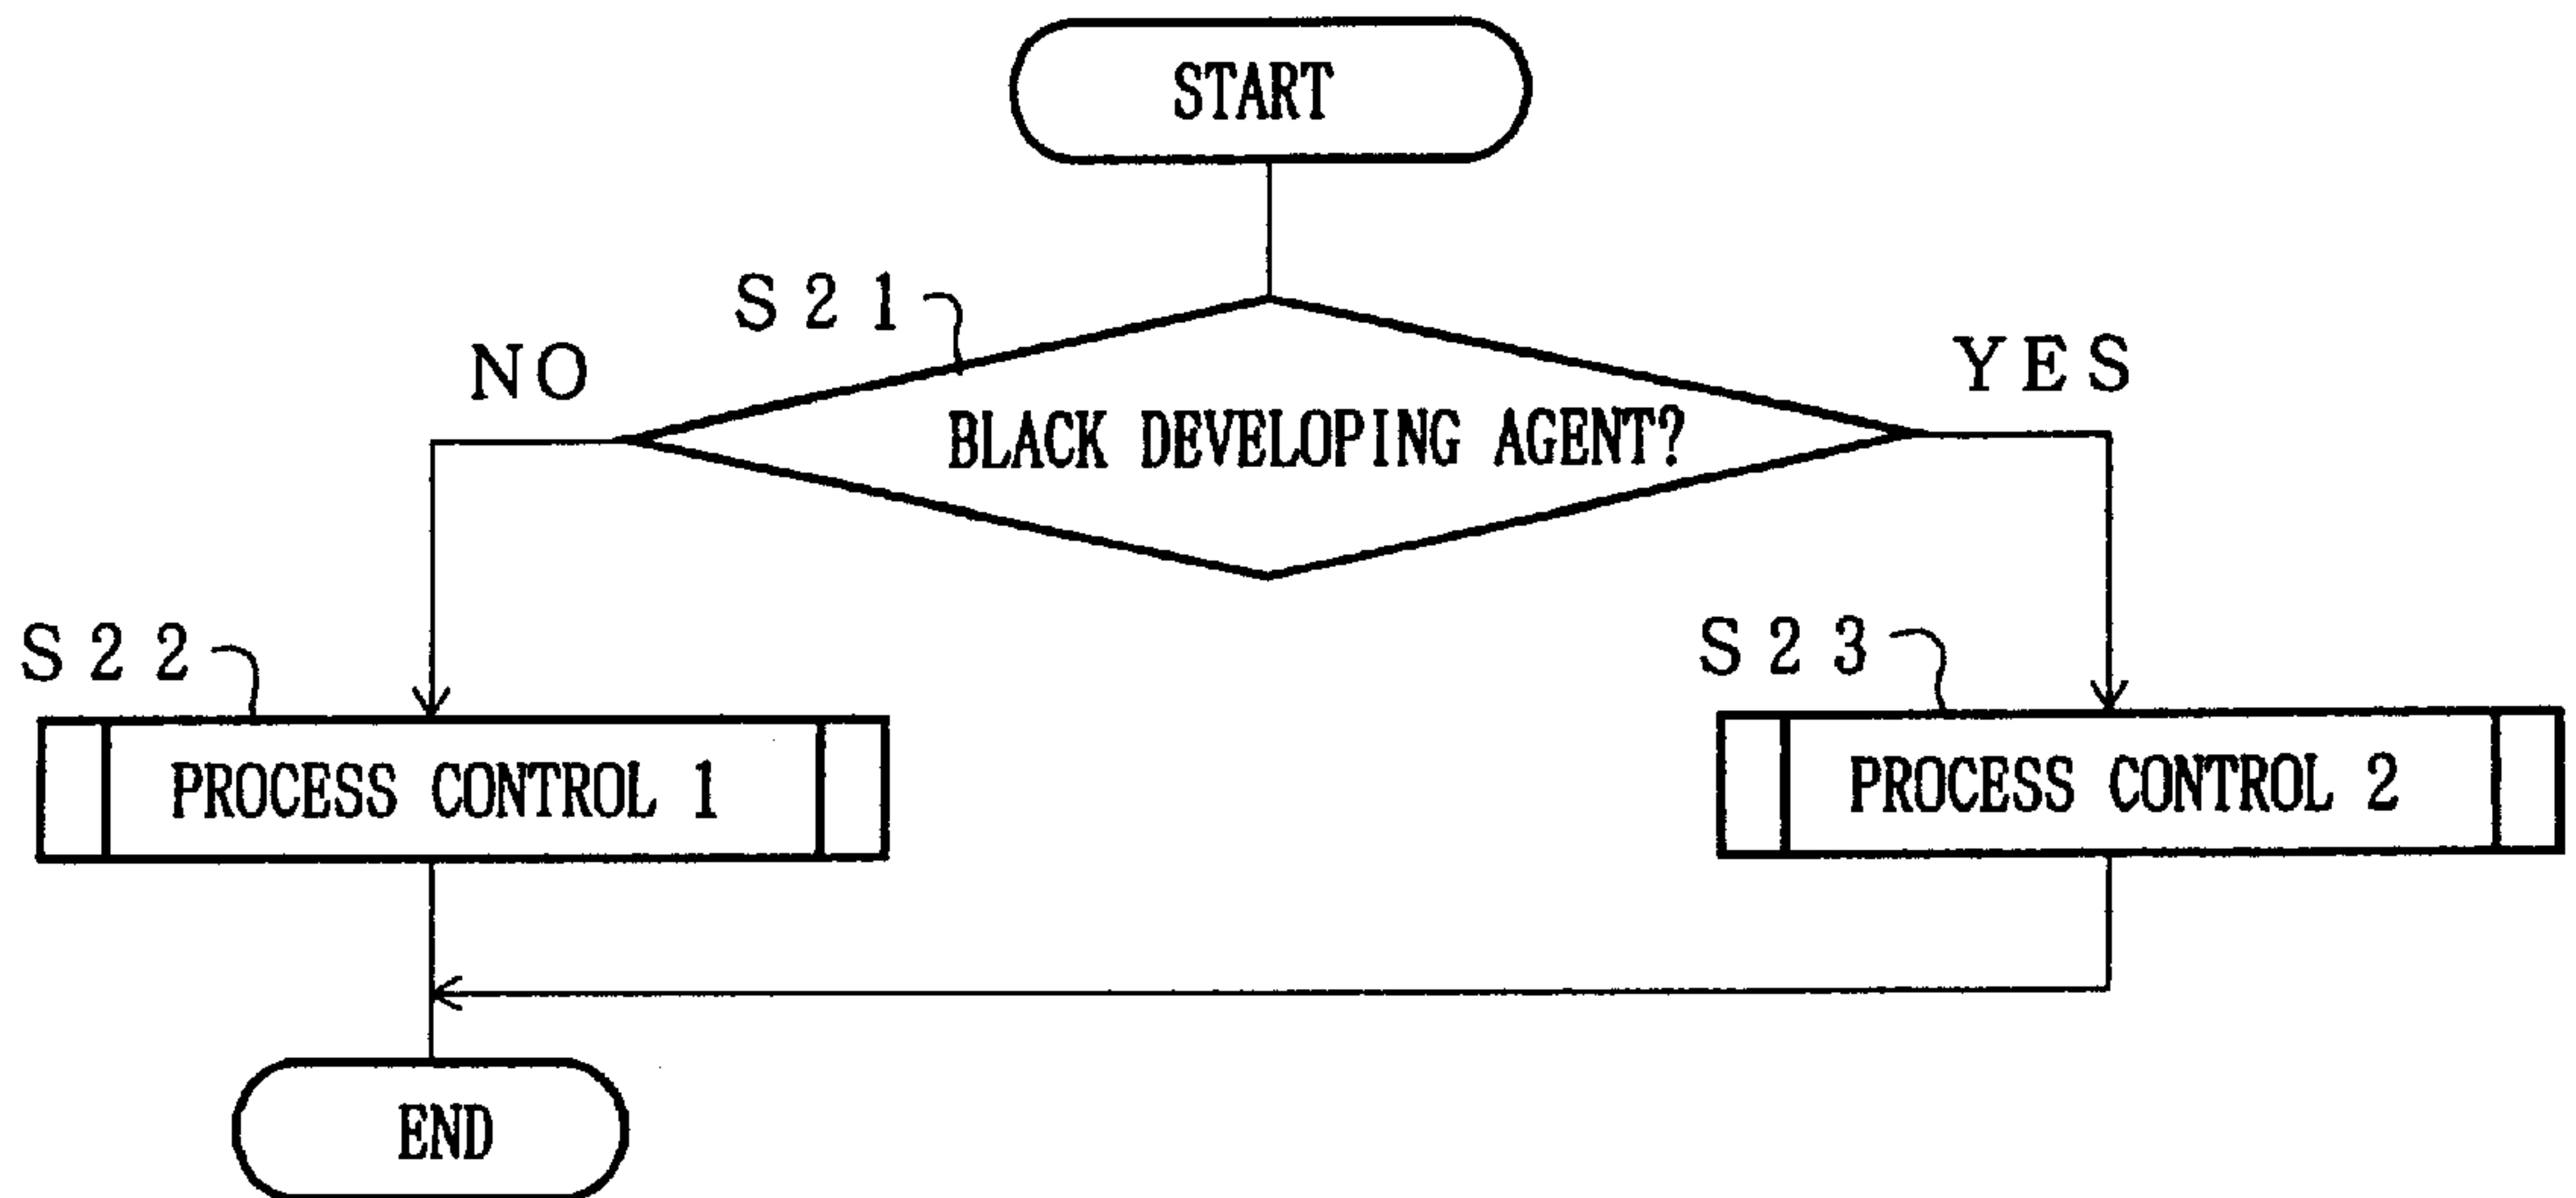 START
S21
NO
YES
BLACK DEVELOPING AGENT?
S22
S23
PROCESS CONTROL 1
PROCESS CONTROL 2
END